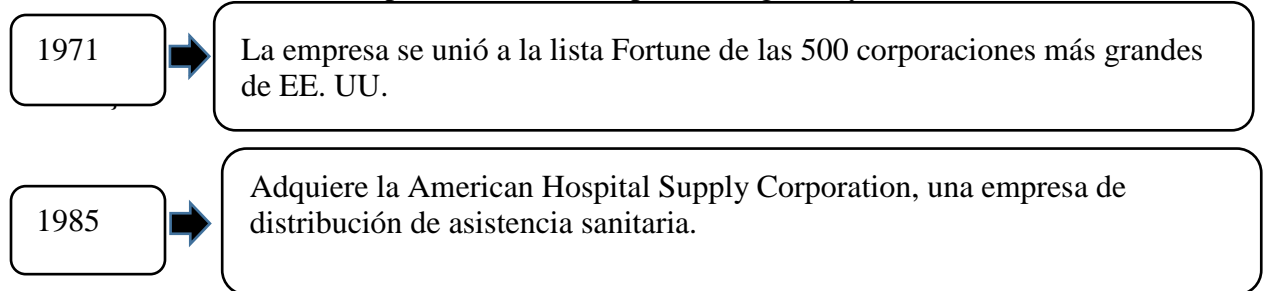 1971
La empresa se unió a la lista Fortune de las 500 corporaciones más grandes
de EE. UU.
Adquiere la American Hospital Supply Corporation, una empresa de
1985
distribución de asistencia sanitaria.